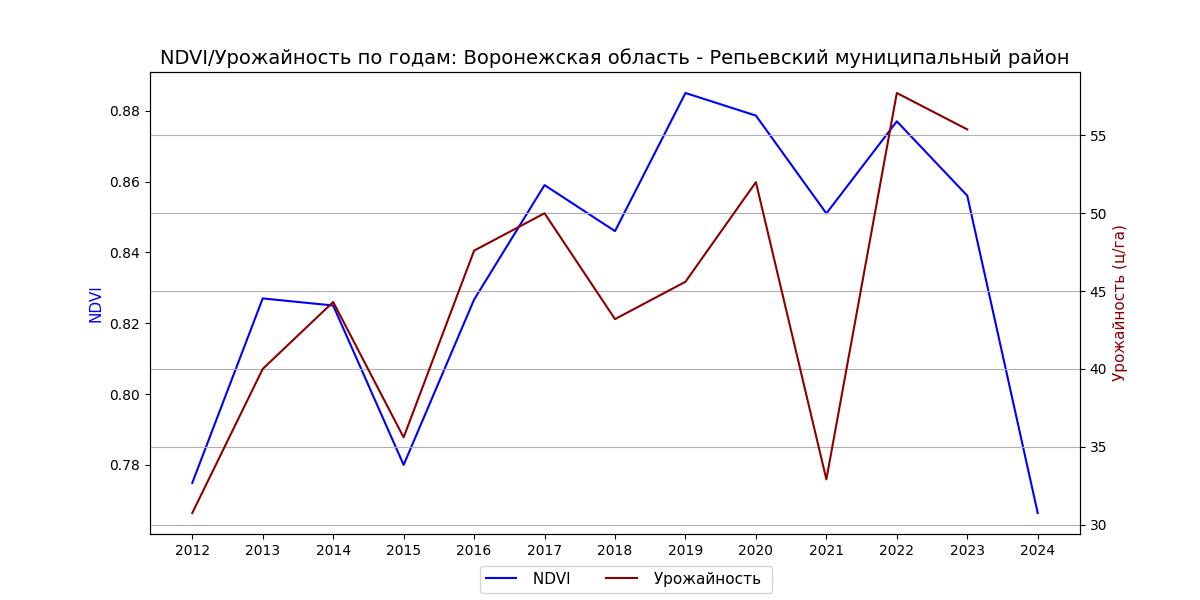 NDVI/Урожайность по годам: Воронежская область - Репьевский муниципальный район
0.88
0.86
0.84
0.82
0.80
0.78
NDVI
55
50
45
40
35
30
Урожайность (ц/га)
2012 2013 2014 2015 2016 2017 2018 2019 2020 2021 2022 2023 2024
NDVI Урожайность